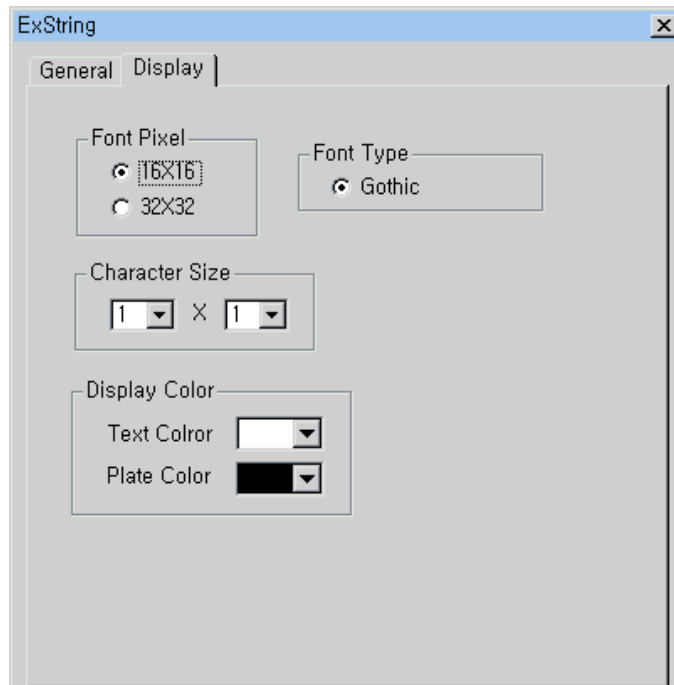 ExString
General Display
Font Pixel
16X16
32X32
Font Type
Gothic
Character Size
1 X 1
Display Color
Text Colror
Plate Color